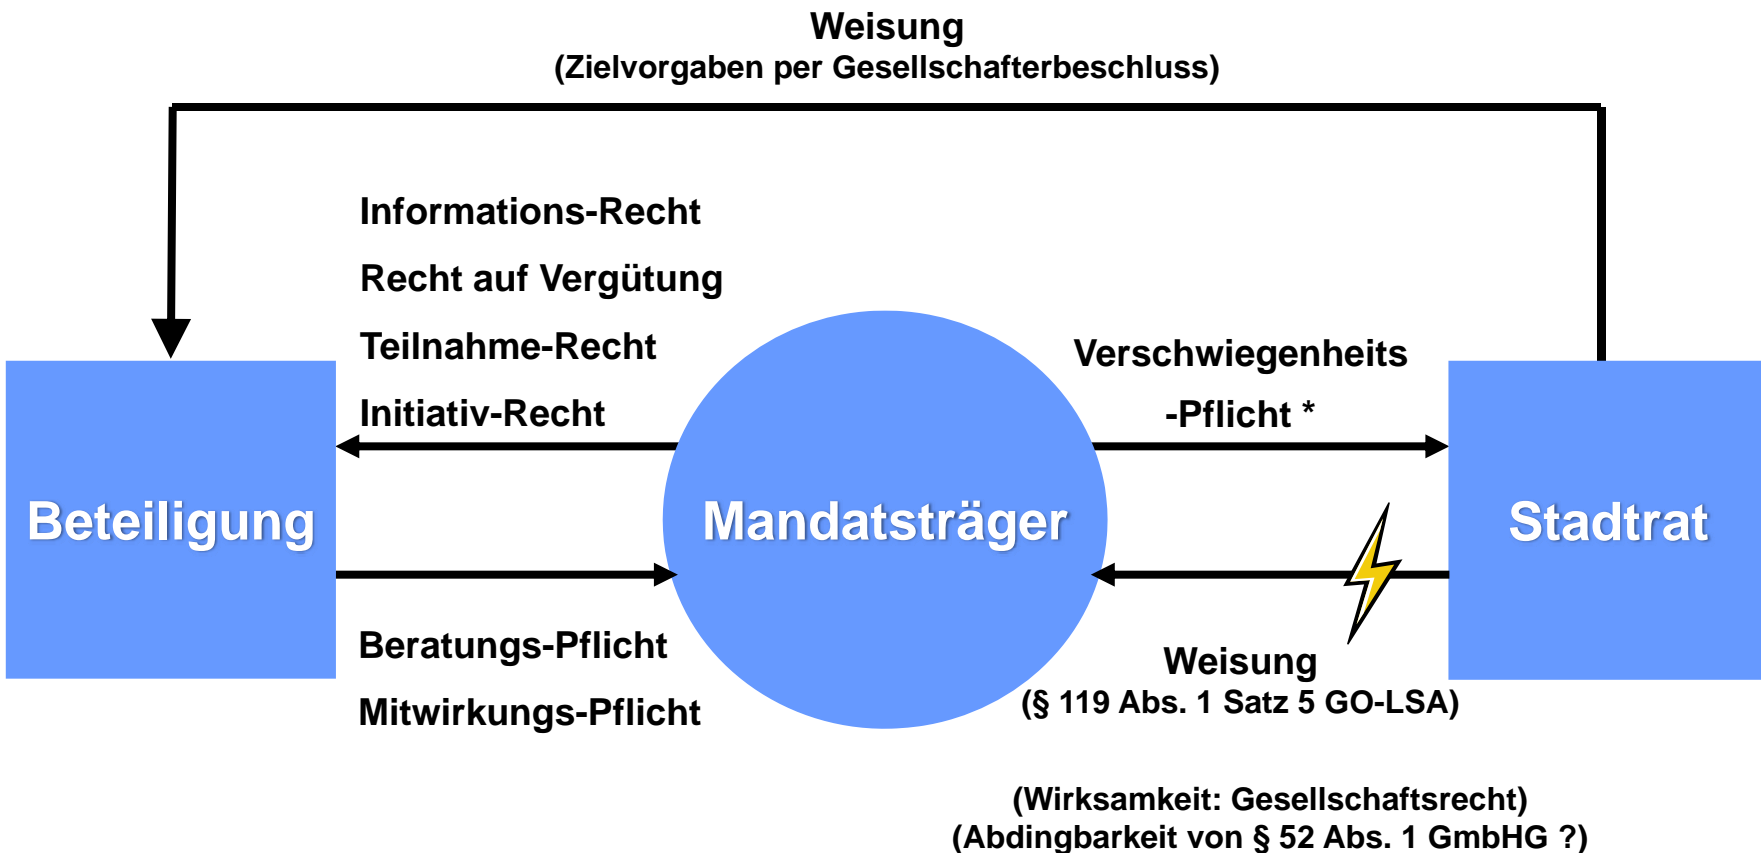 Weisung
(Zielvorgaben per Gesellschafterbeschluss)
Informations-Recht
Recht auf Vergütung
Teilnahme-Recht
Initiativ-Recht
Verschwiegenheits
-Pflicht *
Beteiligung
Mandatsträger
Stadtrat
Beratungs-Pflicht
Mitwirkungs-Pflicht
Weisung
(§ 119 Abs. 1 Satz 5 GO-LSA)
(Wirksamkeit: Gesellschaftsrecht)
(Abdingbarkeit von § 52 Abs. 1 GmbHG ?)